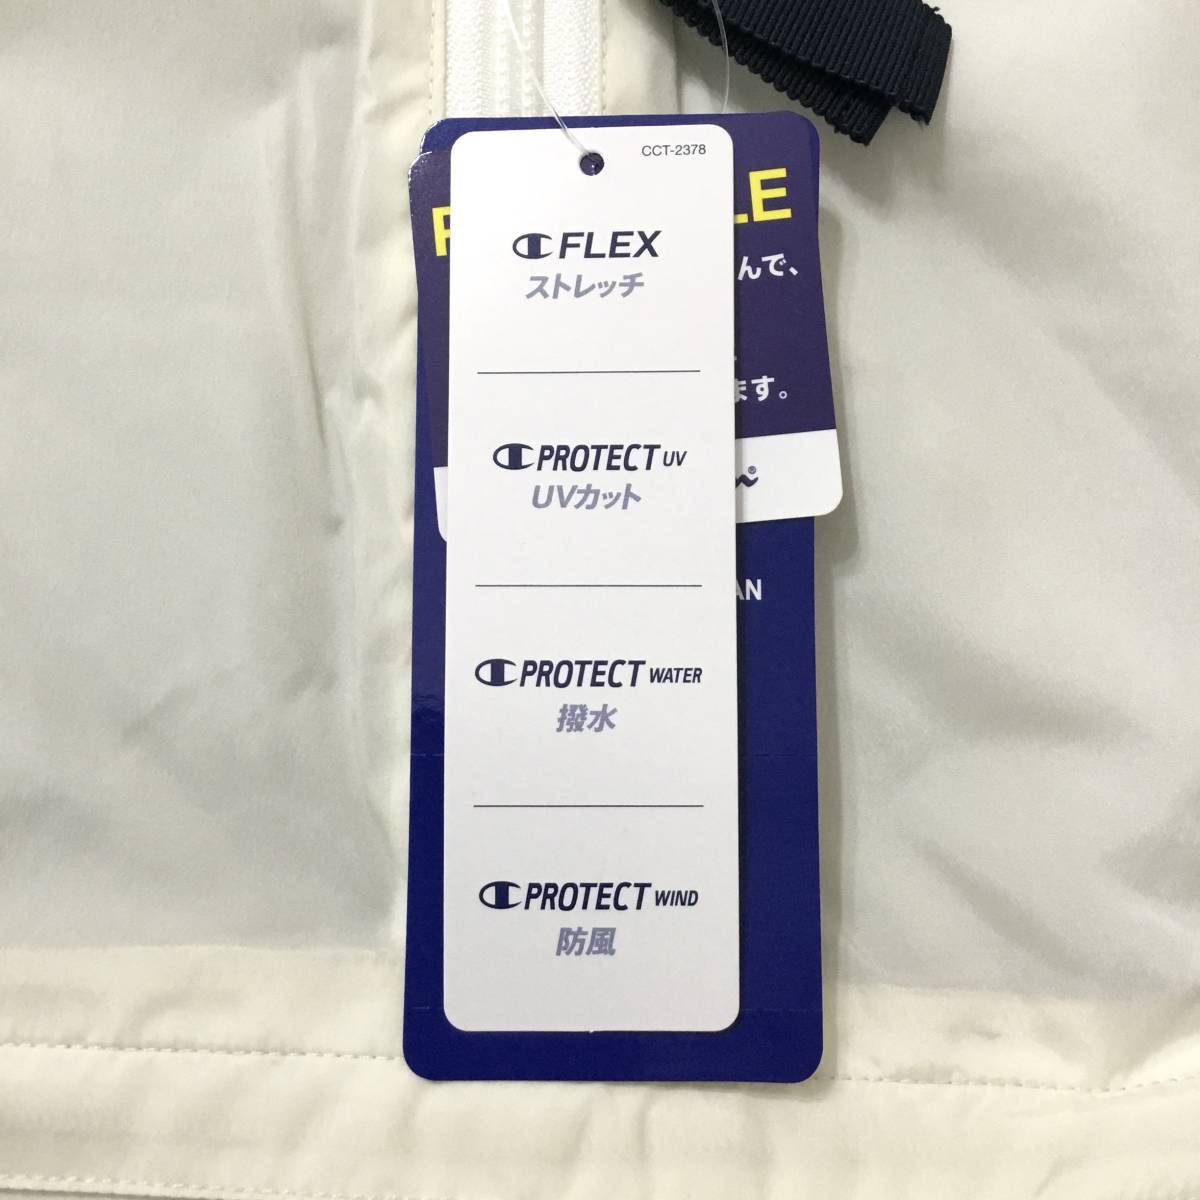 CCT-2378
FLEX
ストレッチ
PROTECT UV
UVカット
PROTECT WATER
撥水
PROTECT WIND
防風
LE
んで、
ます。
AN